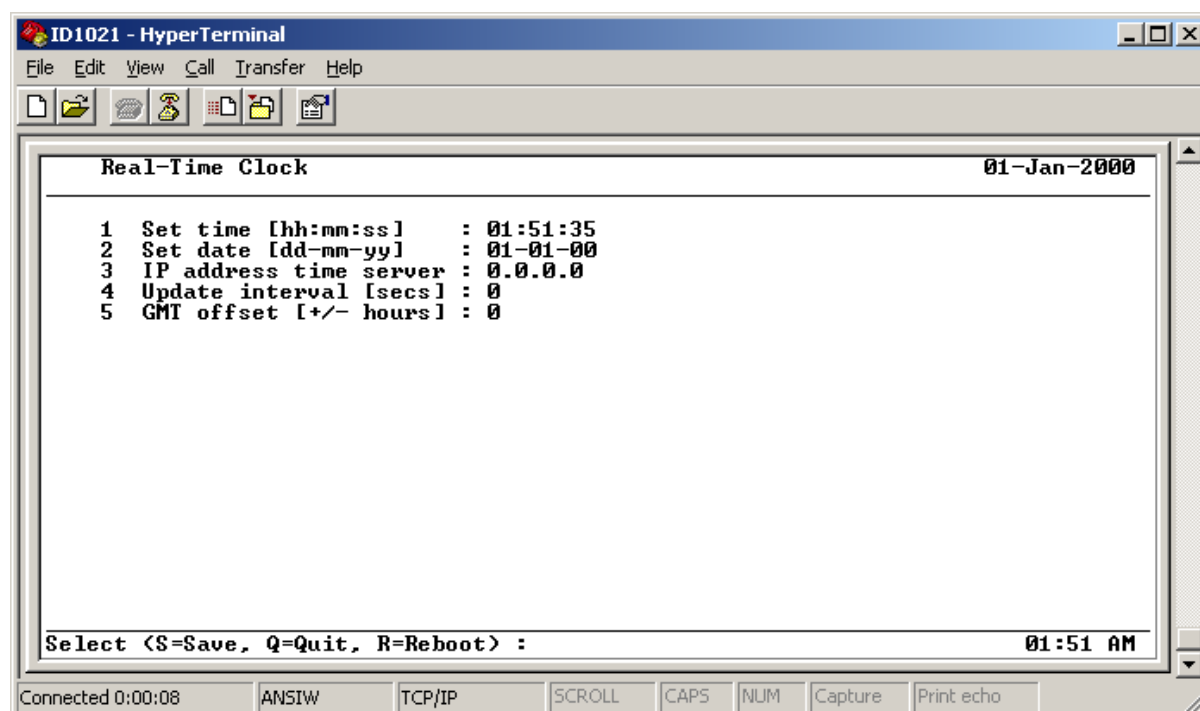 ID1021 - HyperTerminal
File Edit View Call Transfer Help
Real-Time Clock 01-Jan-2000
1 Set time [hh:mm:ss] : 01:51:35
2 Set date [dd-mm-yy] : 01-01-00
3 IP address time server : 0.0.0.0
4 Update interval [secs] : 0
5 GMT offset [+/- hours] : 0
Select (S=Save, Q=Quit, R=Reboot) : 01:51 AM
Connected 0:00:08 ANSIW TCP/IP SCROLL CAPS NUM Capture Print echo